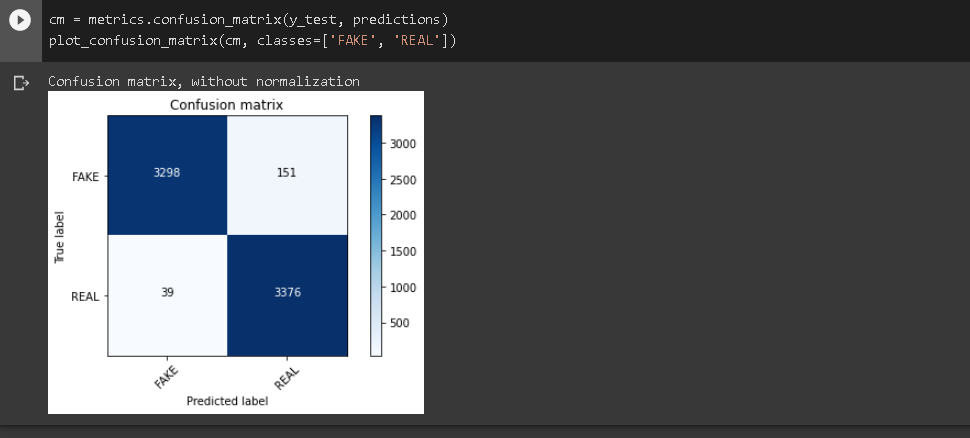 cm = metrics.confusion_matrix(y_test, predictions)
plot_confusion_matrix(cm, classes=['FAKE', 'REAL'])
Confusion matrix, without normalization
Confusion matrix
FAKE
3298
151
REAL
39
3376
True label
FAKE
REAL
Predicted label
3000
2500
2000
1500
1000
500